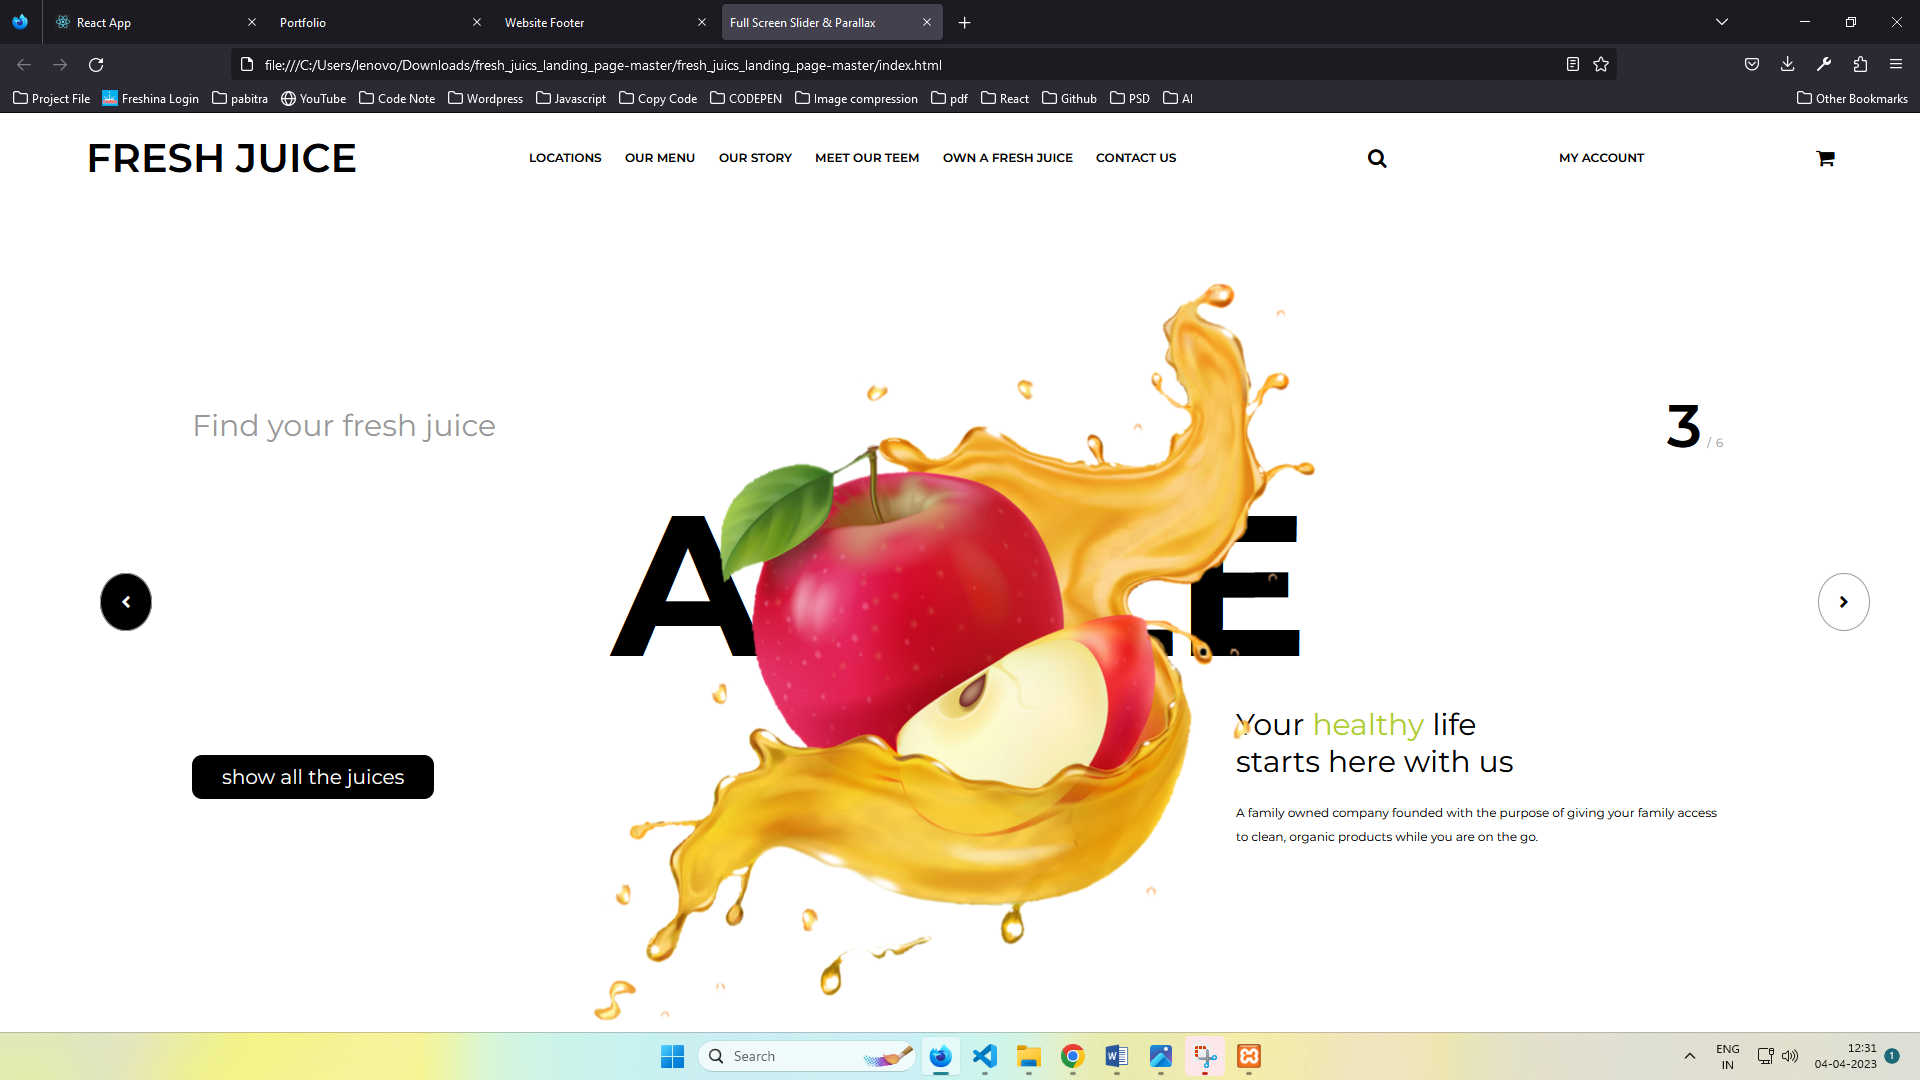 React App
Portfolio
Website Footer
Full Screen Slider & Parallax
file:///C:/Users/lenovo/Downloads/fresh_juics_landing_page-master/fresh_juics_landing_page-master/index.html
Project File Freshina Login pabitra YouTube Code Note Wordpress Javascript Copy Code CODEPEN Image compression pdf React Github PSD AI Other Bookmarks
FRESH JUICE LOCATIONS OUR MENU OUR STORY MEET OUR TEEM OWN A FRESH JUICE CONTACT US MY ACCOUNT
Find your fresh juice
3 / 6
A E
Your healthy life
starts here with us
show all the juices
A family owned company founded with the purpose of giving your family access
to clean, organic products while you are on the go.
Search
ENG
IN
12:31
04-04-2023
1